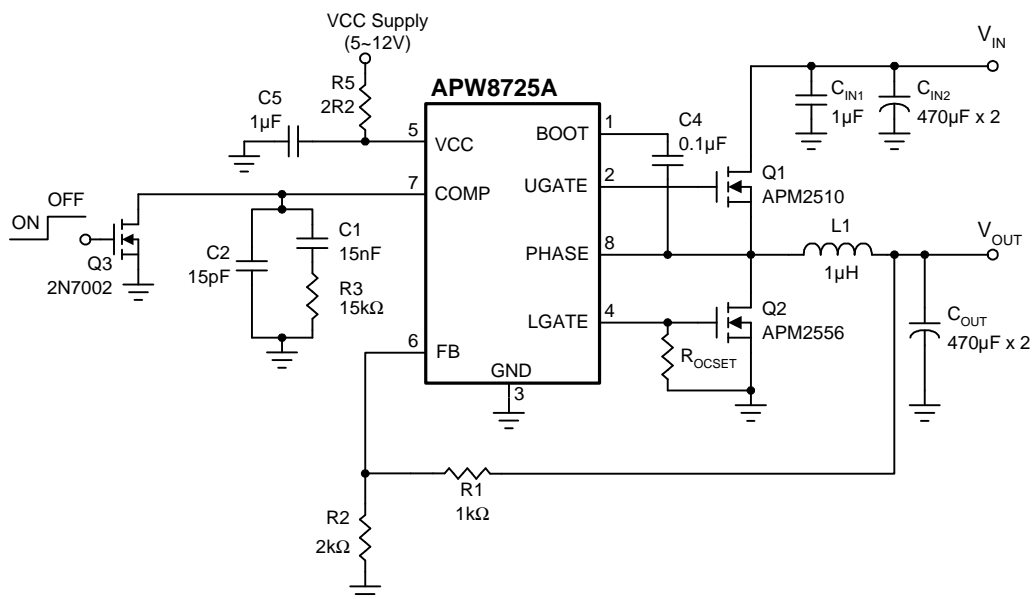 VCC Supply
(5~12V)
V_IN
R5
2R2
APW8725A
C5
1µF
C_IN1
1µF
C_IN2
470µF x 2
5
VCC
1
BOOT
C4
0.1µF
7
COMP
2
UGATE
Q1
APM2510
ON
OFF
Q3
2N7002
C2
15pF
C1
15nF
R3
15kΩ
8
PHASE
L1
1µH
V_OUT
4
LGATE
Q2
APM2556
R_OCSET
C_OUT
470µF x 2
6
FB
GND
3
R1
1kΩ
R2
2kΩ